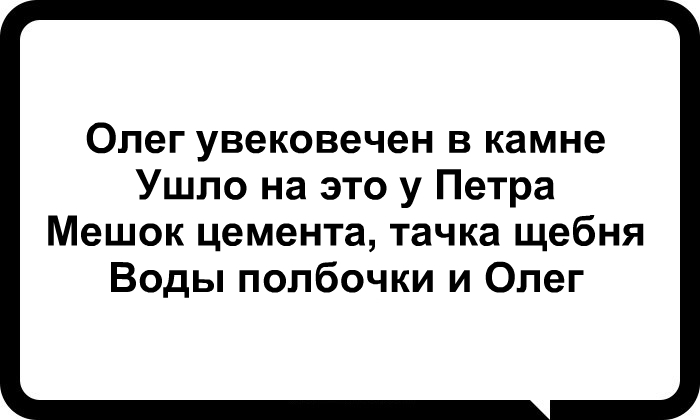 Олег увековечен в камне
Ушло на это у Петра
Мешок цемента, тачка щебня
Воды полбочки и Олег